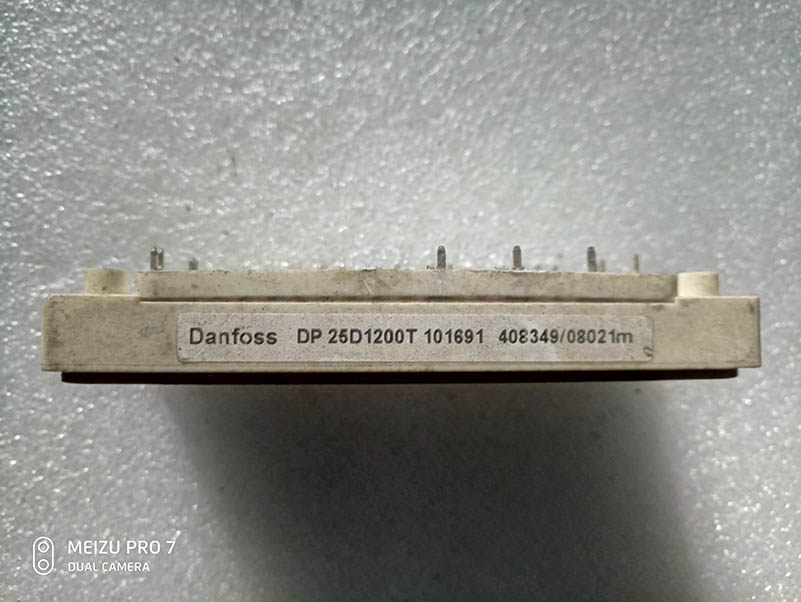 Danfoss DP 25D1200T 101691 408349/08021m
MEIZU PRO 7
DUAL CAMERA